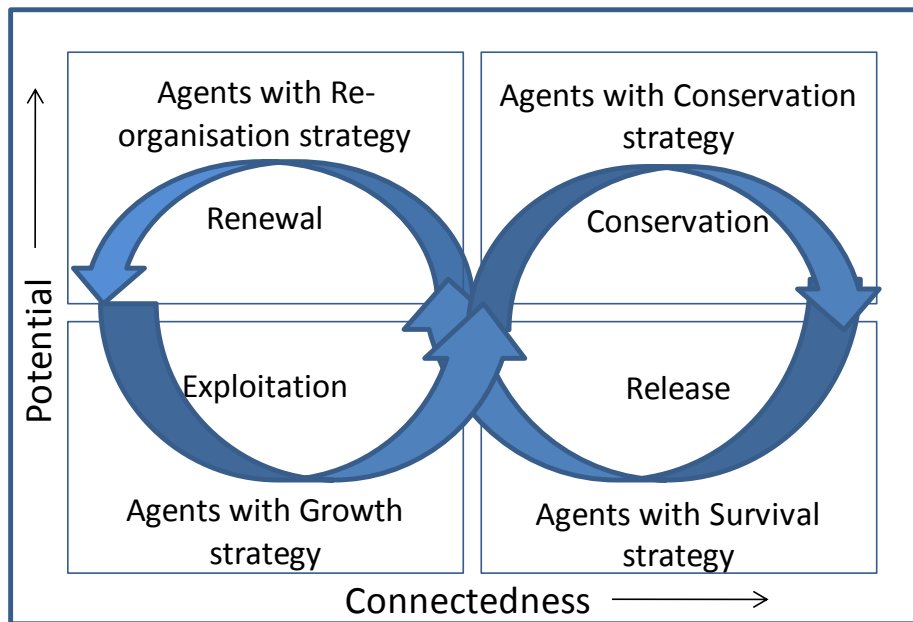 Agents with Re-
organisation strategy
Renewal
Agents with Conservation
strategy
Conservation
Potential
Exploitation
Agents with Growth
strategy
Release
Agents with Survival
strategy
Connectedness